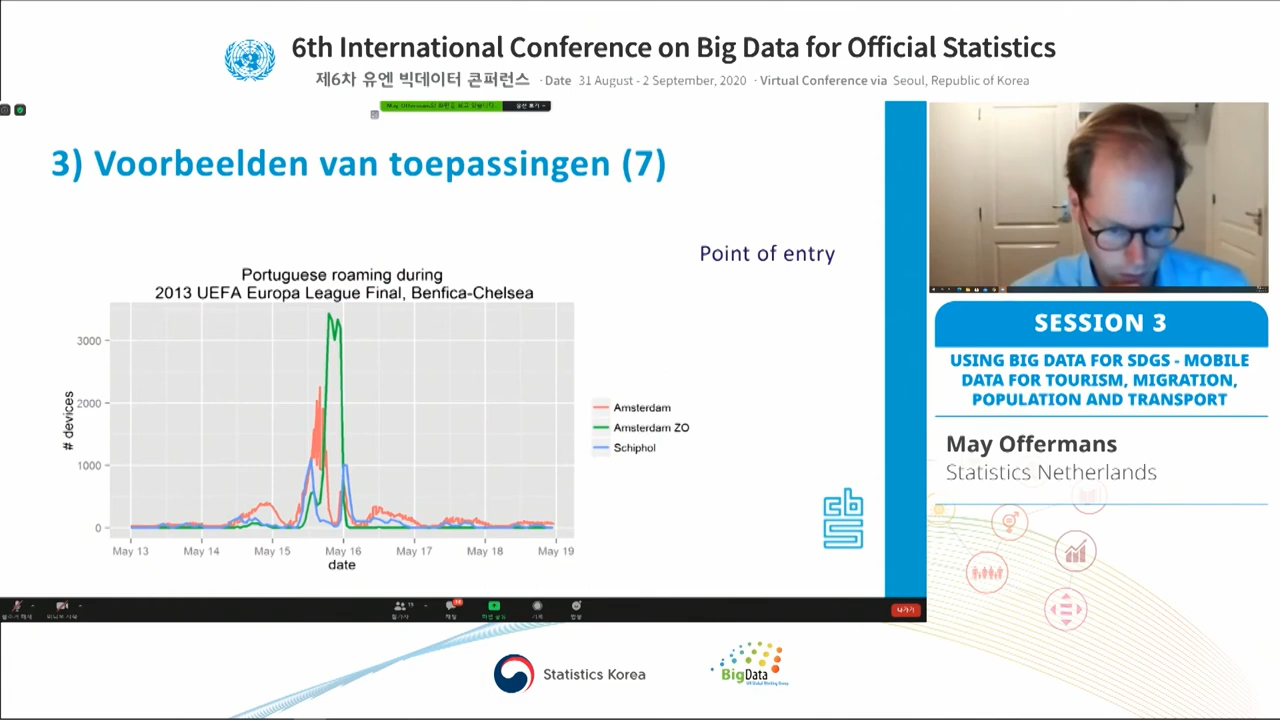 6th International Conference on Big Data for Official Statistics
제6차 유엔 빅데이터 콘퍼런스 · Date 31 August - 2 September, 2020 · Virtual Conference via Seoul, Republic of Korea
3) Voorbeelden van toepassingen (7)
Point of entry
Portuguese roaming during
2013 UEFA Europa League Final, Benfica-Chelsea
# devices
3000
2000
1000
0
May 13 May 14 May 15 May 16 May 17 May 18 May 19
date
Amsterdam
Amsterdam ZO
Schiphol
cbs
SESSION 3
USING BIG DATA FOR SDGS - MOBILE
DATA FOR TOURISM, MIGRATION,
POPULATION AND TRANSPORT
May Offermans
Statistics Netherlands
나가기
Statistics Korea
BigData